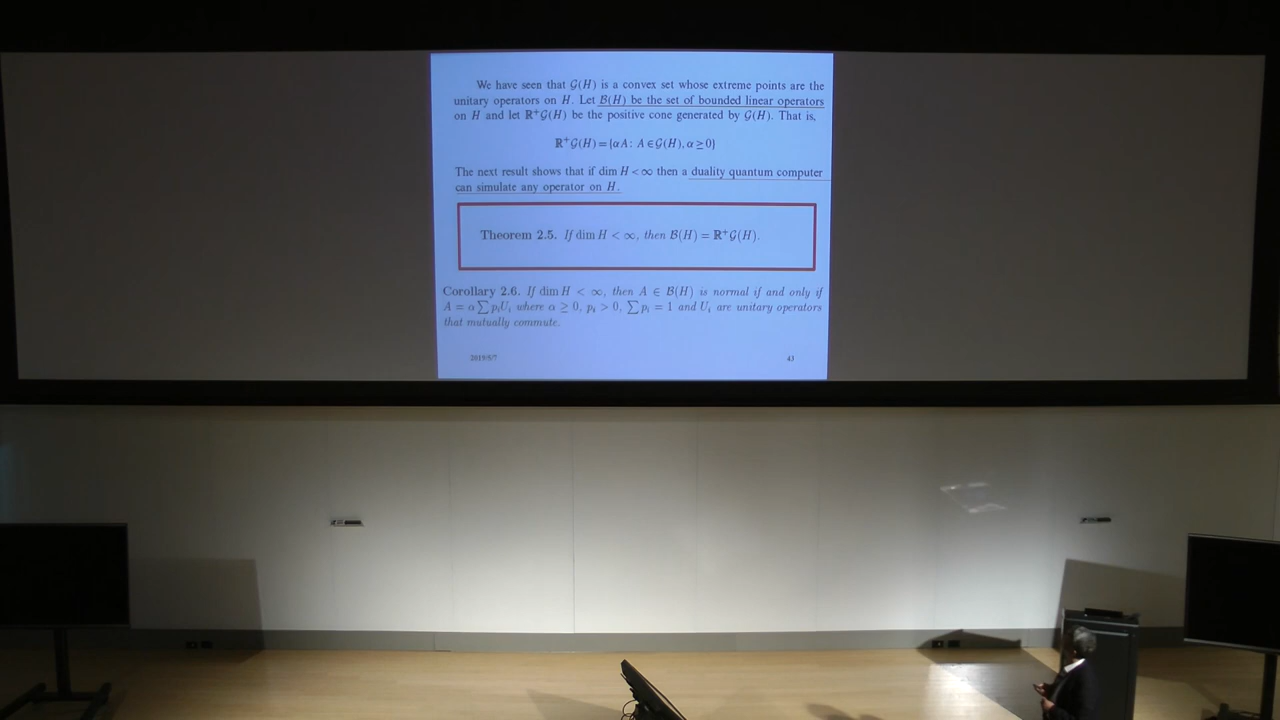 We have seen that 𝒢(H) is a convex set whose extreme points are the
unitary operators on H. Let ℬ(H) be the set of bounded linear operators
on H and let ℝ⁺𝒢(H) be the positive cone generated by 𝒢(H). That is,
ℝ⁺𝒢(H) = {αA: A ∈ 𝒢(H), α ≥ 0}
The next result shows that if dim H < ∞ then a duality quantum computer
can simulate any operator on H.
Theorem 2.5. If dim H < ∞, then ℬ(H) = ℝ⁺𝒢(H).
Corollary 2.6. If dim H < ∞, then A ∈ ℬ(H) is normal if and only if
A = α ∑ pᵢUᵢ where α ≥ 0, pᵢ > 0, ∑ pᵢ = 1 and Uᵢ are unitary operators
that mutually commute.
2019/5/7
43